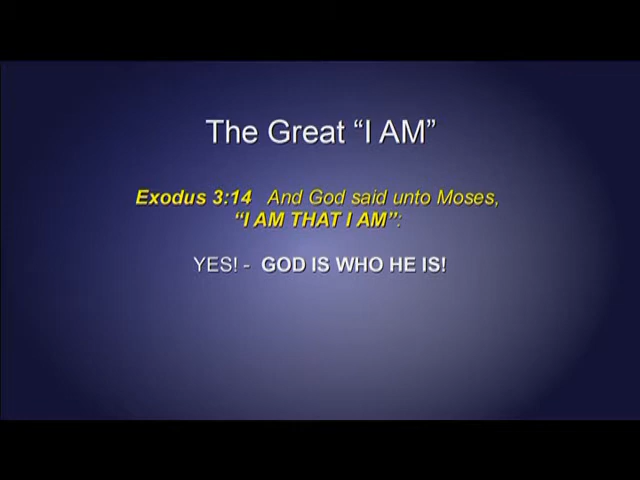 The Great “I AM”
Exodus 3:14 And God said unto Moses,
“I AM THAT I AM”:
YES! - GOD IS WHO HE IS!